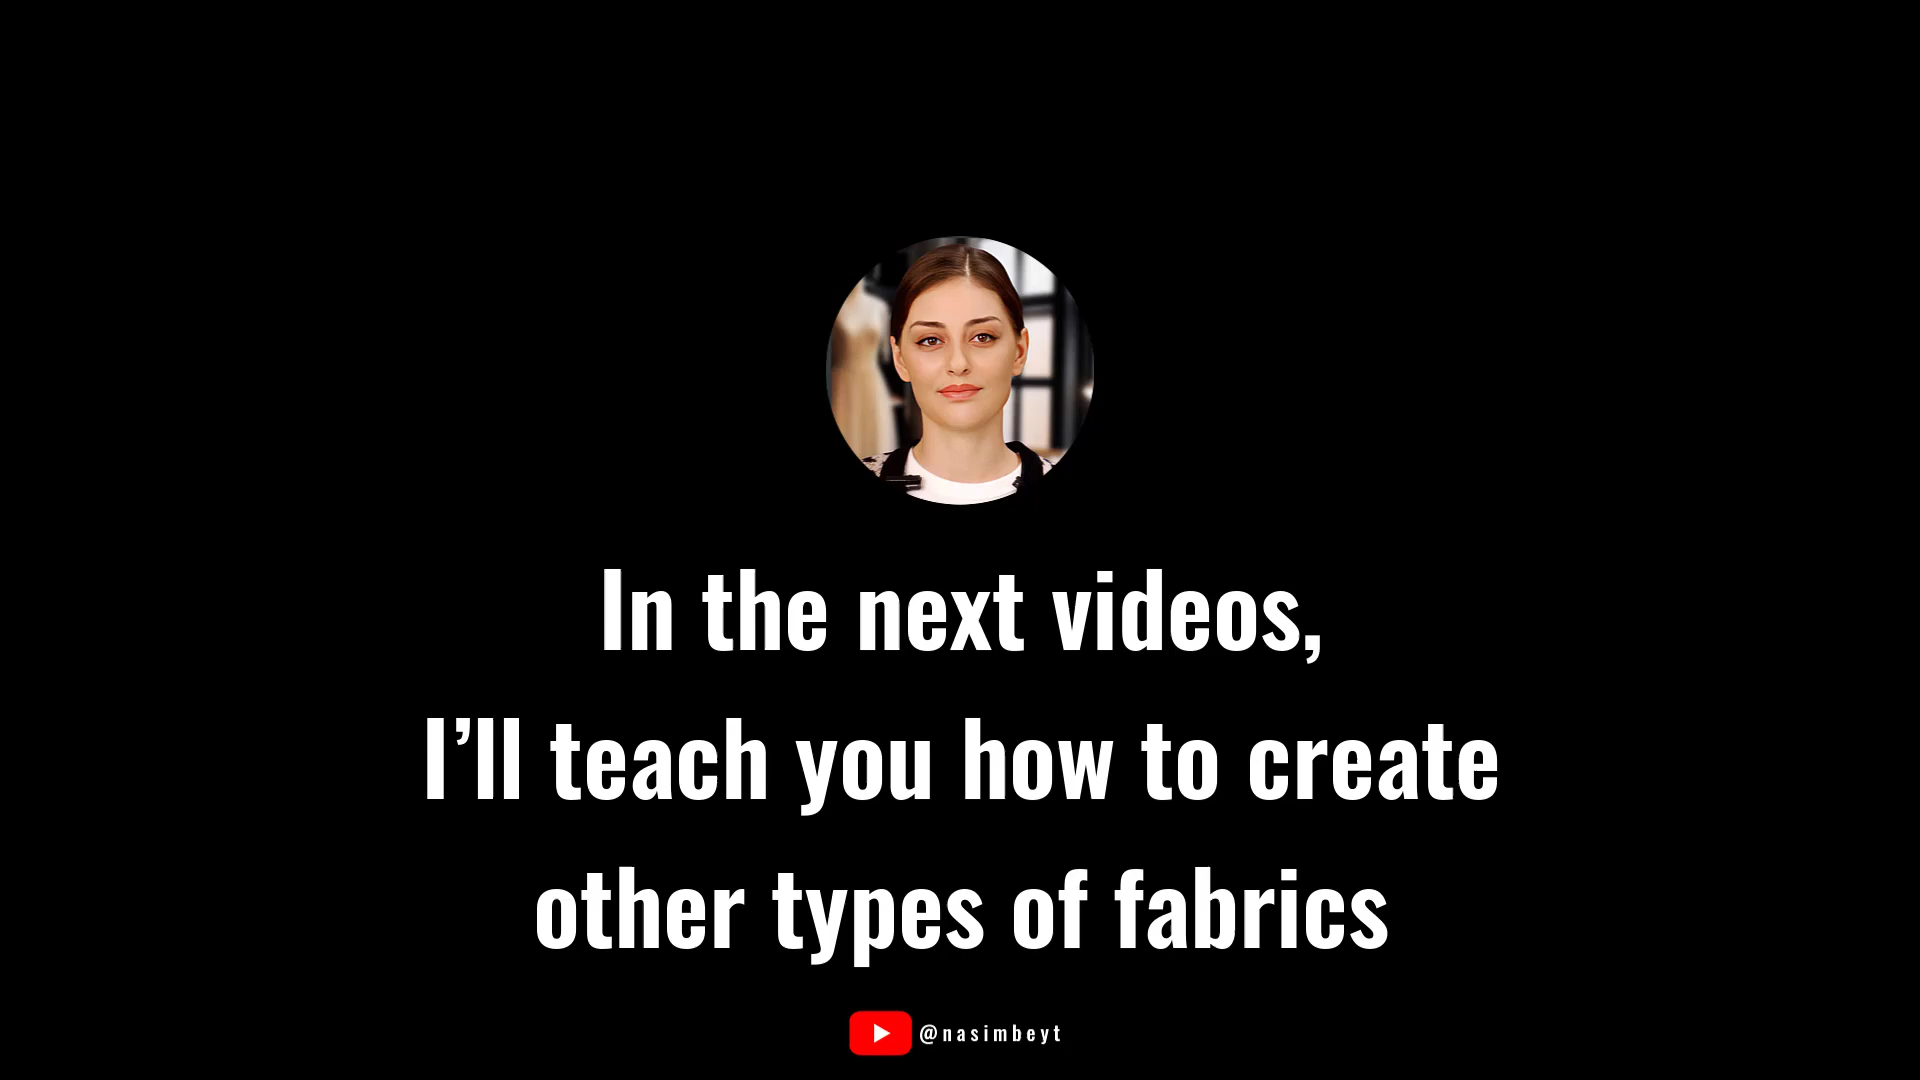 In the next videos,
I’ll teach you how to create
other types of fabrics
@nasimbeyt